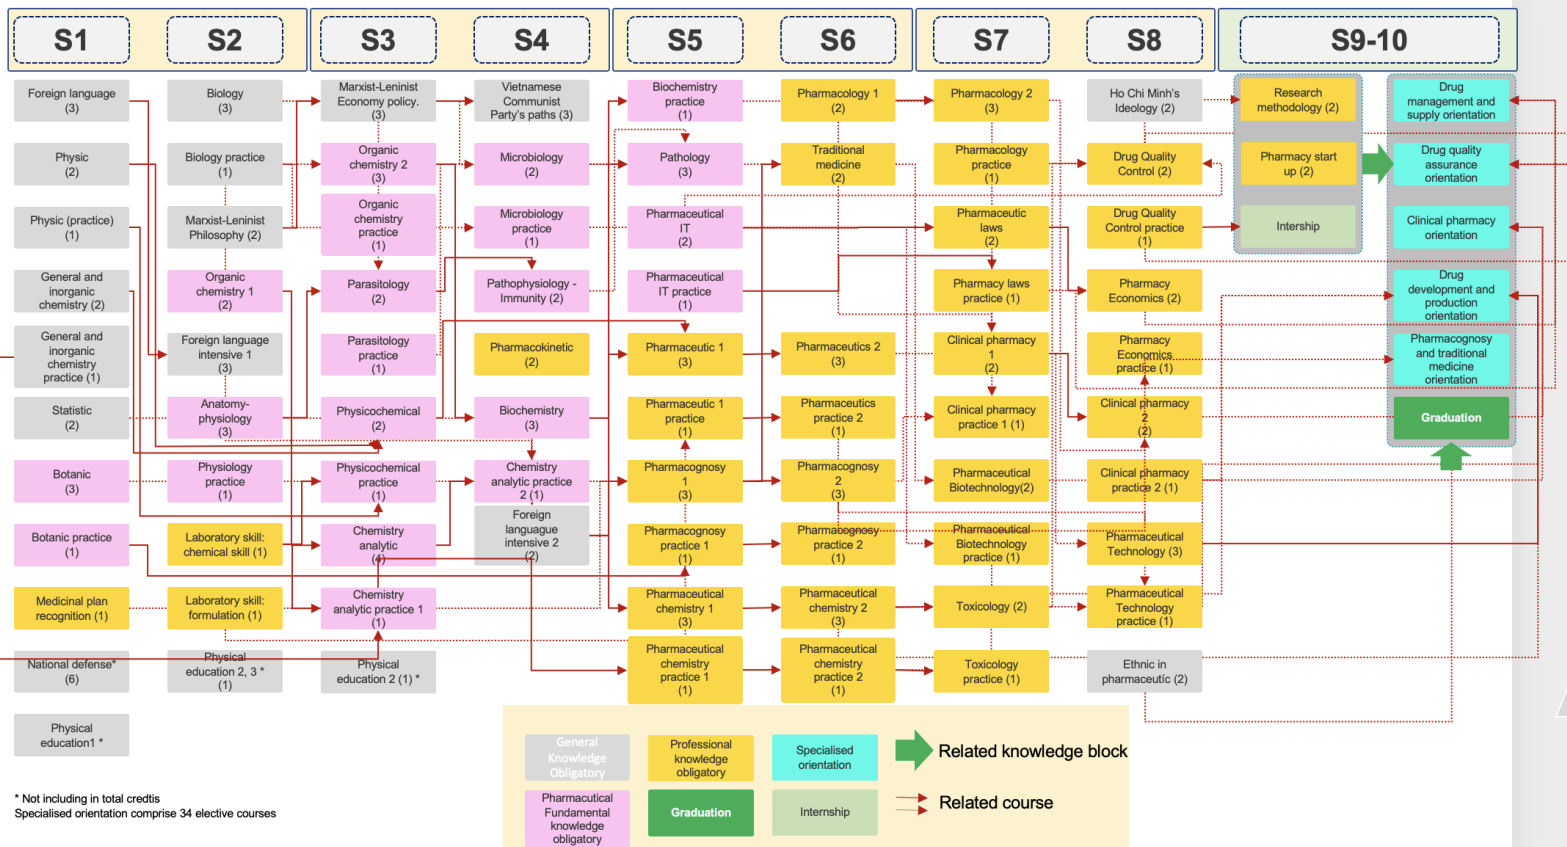 S1
S2
S3
S4
S5
S6
S7
S8
S9-10
Foreign language
(3)
Physic
(2)
Physic (practice)
(1)
General and
inorganic
chemistry (2)
General and
inorganic
chemistry
practice (1)
Statistic
(2)
Botanic
(3)
Botanic practice
(1)
Medicinal plan
recognition (1)
National defense*
(6)
Physical
education1 *
Biology
(3)
Biology practice
(1)
Marxist-Leninist
Philosophy (2)
Organic
chemistry 1
(2)
Foreign language
intensive 1
(3)
Anatomy-
physiology
(3)
Physiology
practice
(1)
Laboratory skill:
chemical skill (1)
Laboratory skill:
formulation (1)
Physical
education 2, 3 *
(1)
Marxist-Leninist
Economy policy.
(3)
Organic
chemistry 2
(3)
Organic
chemistry
practice
(1)
Parasitology
(2)
Parasitology
practice
(1)
Physicochemical
(2)
Physicochemical
practice
(1)
Chemistry
analytic
(4)
Chemistry
analytic practice 1
(1)
Physical
education 2 (1) *
Vietnamese
Communist
Party's paths (3)
Microbiology
(2)
Microbiology
practice
(1)
Pathophysiology -
Immunity (2)
Pharmacokinetic
(2)
Biochemistry
(3)
Chemistry
analytic practice
2 (1)
Foreign
languague
intensive 2
(2)
Biochemistry
practice
(1)
Pathology
(3)
Pharmaceutical
IT
(2)
Pharmaceutical
IT practice
(1)
Pharmaceutic 1
(3)
Pharmaceutic 1
practice
(1)
Pharmacognosy
1
(3)
Pharmacognosy
practice 1
(1)
Pharmaceutical
chemistry 1
(3)
Pharmaceutical
chemistry
practice 1
(1)
Pharmacology 1
(2)
Traditional
medicine
(2)
Pharmaceutics 2
(3)
Pharmaceutics
practice 2
(1)
Pharmacognosy
2
(3)
Pharmacognosy
practice 2
(1)
Pharmaceutical
chemistry 2
(3)
Pharmaceutical
chemistry
practice 2
(1)
Pharmacology 2
(3)
Pharmacology
practice
(1)
Pharmaceutic
laws
(2)
Pharmacy laws
practice (1)
Clinical pharmacy
1
(2)
Clinical pharmacy
practice 1 (1)
Pharmaceutical
Biotechnology(2)
Pharmaceutical
Biotechnology
practice (1)
Toxicology (2)
Toxicology
practice (1)
Ho Chi Minh's
Ideology (2)
Drug Quality
Control (2)
Drug Quality
Control practice
(1)
Pharmacy
Economics (2)
Pharmacy
Economics
practice (1)
Clinical pharmacy
2
(2)
Clinical pharmacy
practice 2 (1)
Pharmaceutical
Technology (3)
Pharmaceutical
Technology
practice (1)
Ethnic in
pharmaceutic (2)
Research
methodology (2)
Pharmacy start
up (2)
Intership
Drug
management and
supply orientation
Drug quality
assurance
orientation
Clinical pharmacy
orientation
Drug
development and
production
orientation
Pharmacognosy
and traditional
medicine
orientation
Graduation
General
Knowledge
Obligatory
Professional
knowledge
obligatory
Specialised
orientation
Related knowledge block
Pharmacutical
Fundamental
knowledge
obligatory
Graduation
Internship
Related course
* Not including in total credtis
Specialised orientation comprise 34 elective courses